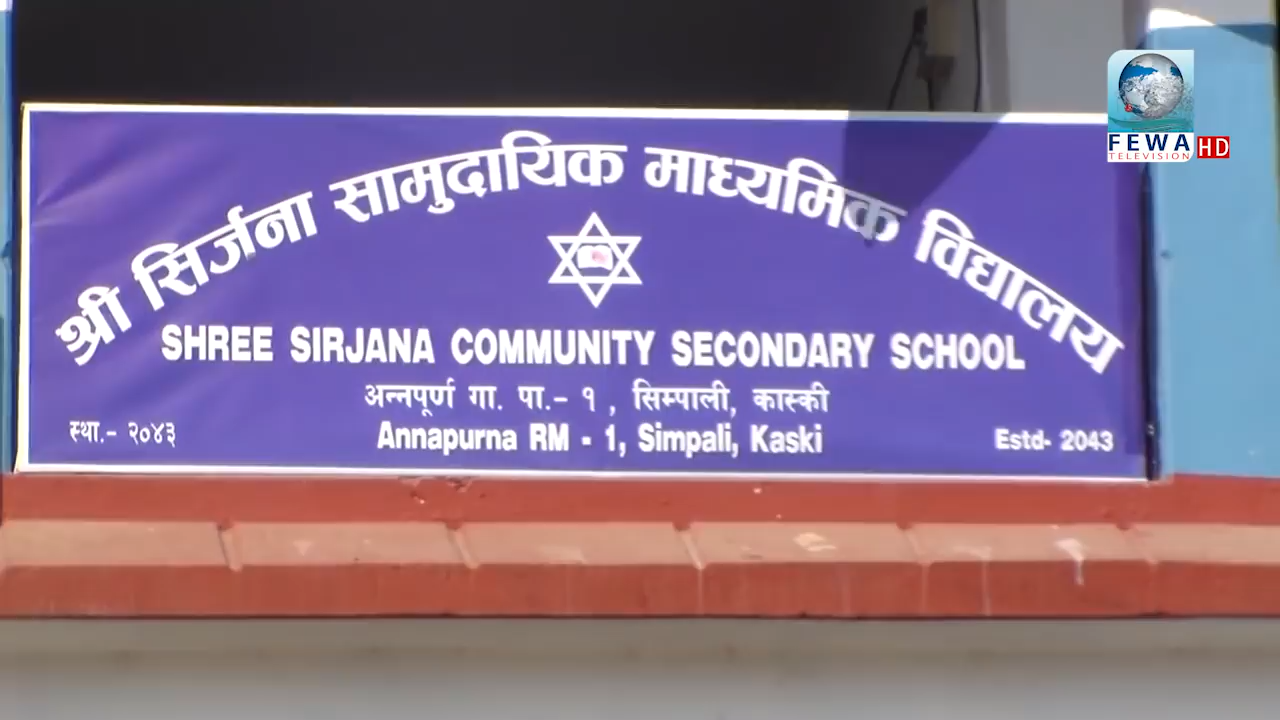 श्री सिर्जना सामुदायिक माध्यमिक विद्यालय
SHREE SIRJANA COMMUNITY SECONDARY SCHOOL
अन्नपूर्ण गा. पा.- १ , सिम्पाली, कास्की
स्था.- २०४३
Annapurna RM - 1, Simpali, Kaski
Estd- 2043
FEWA HD
TELEVISION